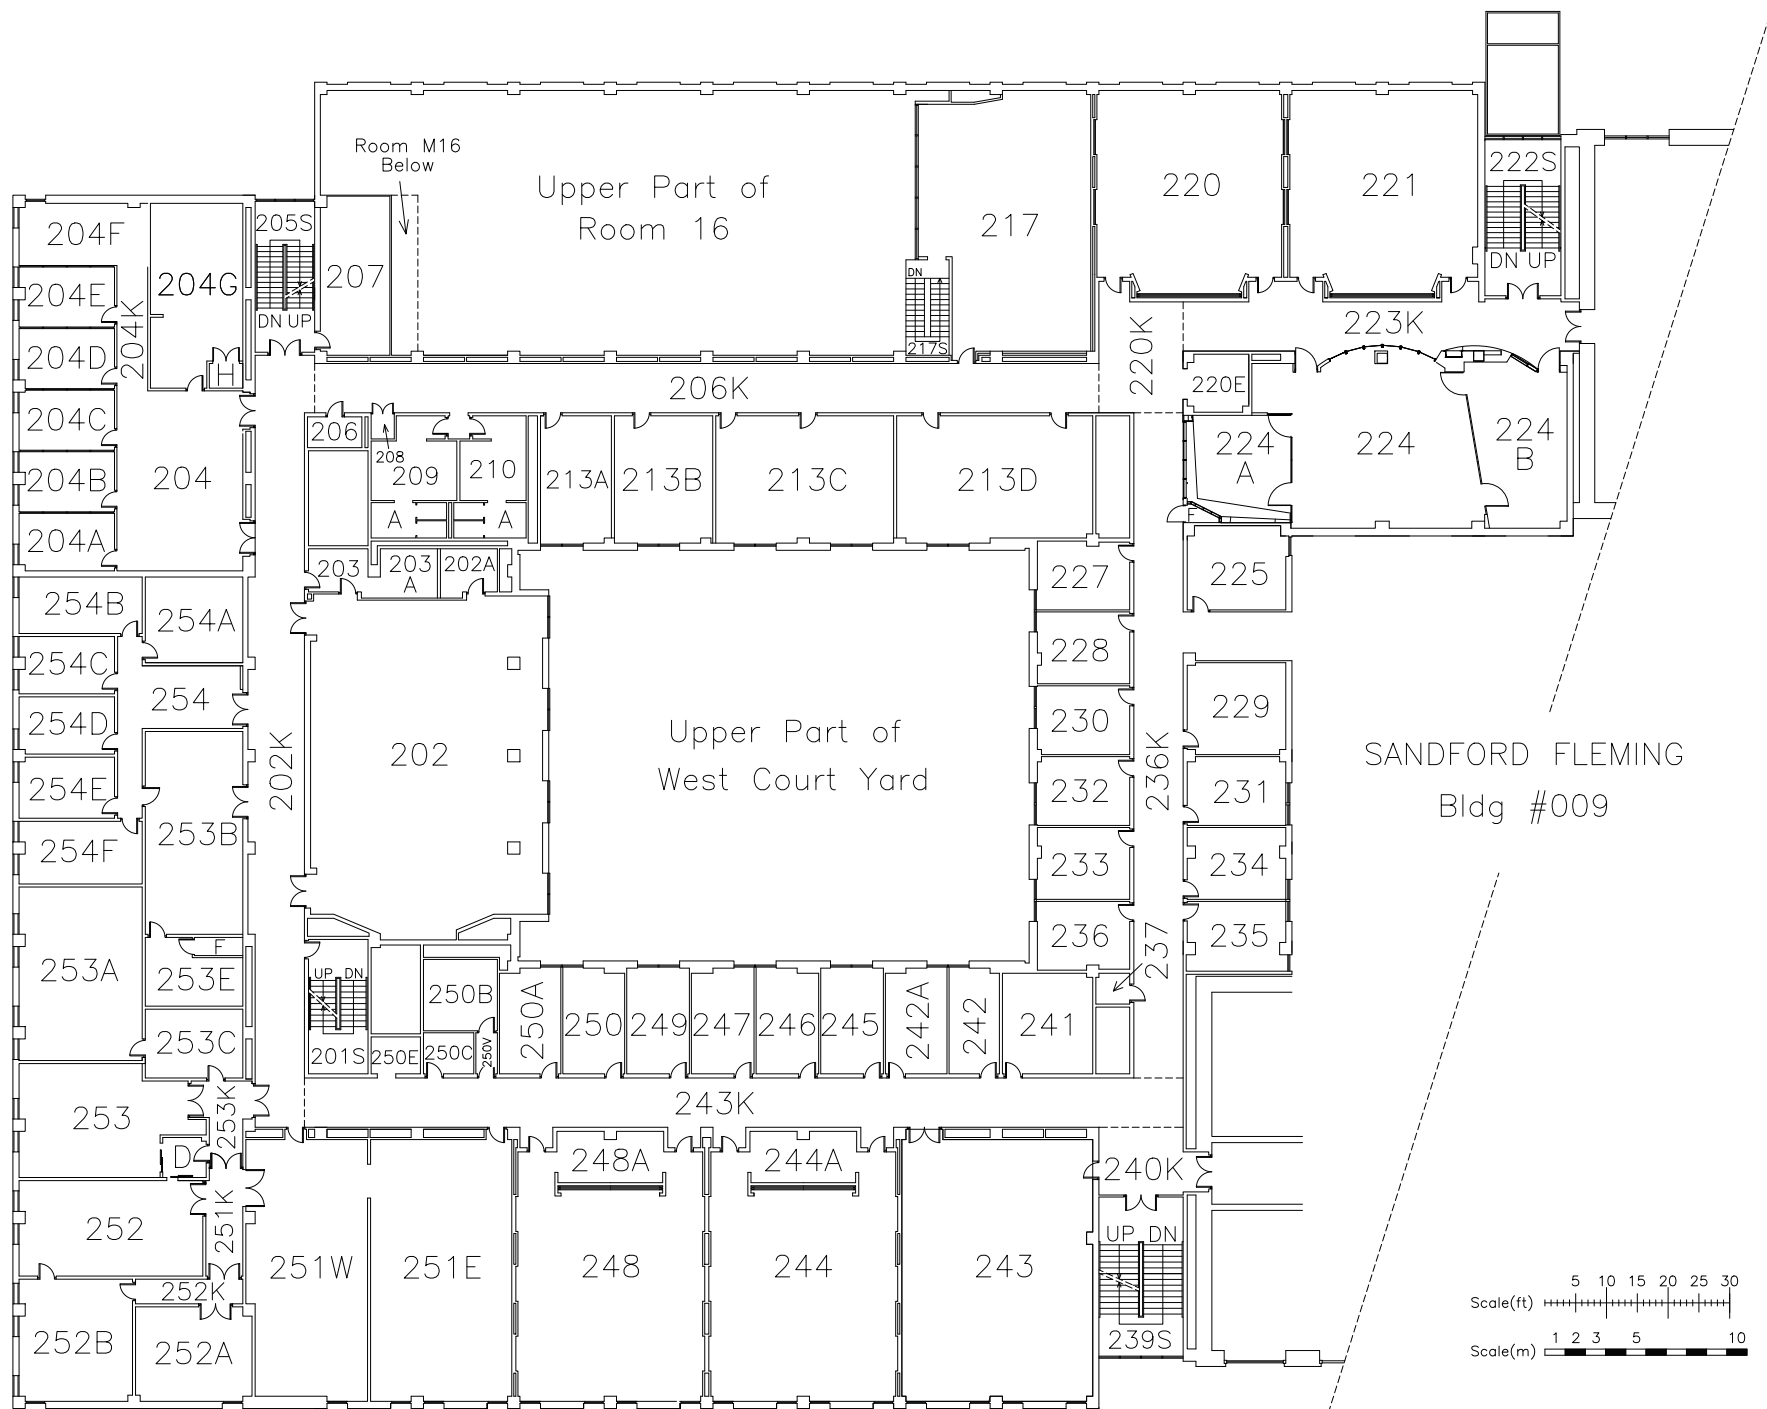 Room M16
Below
Upper Part of
Room 16
222S
220
221
205S
204F
217
207
204G
204E
204K
DN
DN UP
DN UP
220K
223K
204D
217S
H
206K
220E
204C
206
208
224
A
224
224
B
204
204B
209
210
213A
213B
213C
213D
A
A
F
204A
203
203
A
202A
227
225
254B
254A
254C
228
254
254D
229
230
Upper Part of
West Court Yard
SANDFORD FLEMING
Bldg #009
202K
202
236K
254E
232
231
253B
254F
233
234
236
237
235
F
253A
253E
UP DN
250B
250A
250
249
247
246
245
242A
242
241
253C
201S
250E
250C
250V
253
253K
243K
D
248A
244A
240K
252
251K
UP DN
251W
251E
248
244
243
252K
252B
252A
239S
5 10 15 20 25 30
Scale(ft)
1 2 3 5 10
Scale(m)